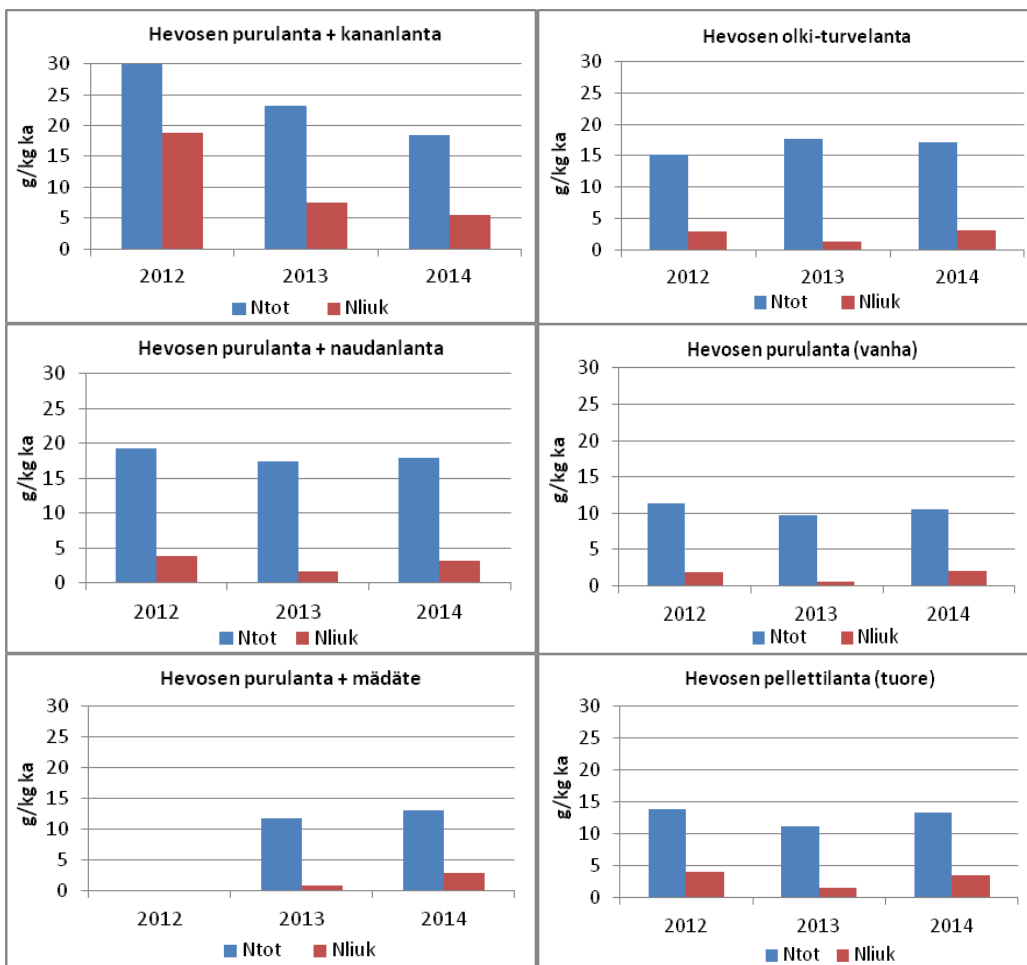 Hevosen purulanta + kananlanta
g/kg ka
30
25
20
15
10
5
0
2012 2013 2014
Ntot Nliuk
Hevosen olki-turvelanta
g/kg ka
30
25
20
15
10
5
0
2012 2013 2014
Ntot Nliuk
Hevosen purulanta + naudanlanta
g/kg ka
30
25
20
15
10
5
0
2012 2013 2014
Ntot Nliuk
Hevosen purulanta (vanha)
g/kg ka
30
25
20
15
10
5
0
2012 2013 2014
Ntot Nliuk
Hevosen purulanta + mädäte
g/kg ka
30
25
20
15
10
5
0
2012 2013 2014
Ntot Nliuk
Hevosen pellettilanta (tuore)
g/kg ka
30
25
20
15
10
5
0
2012 2013 2014
Ntot Nliuk